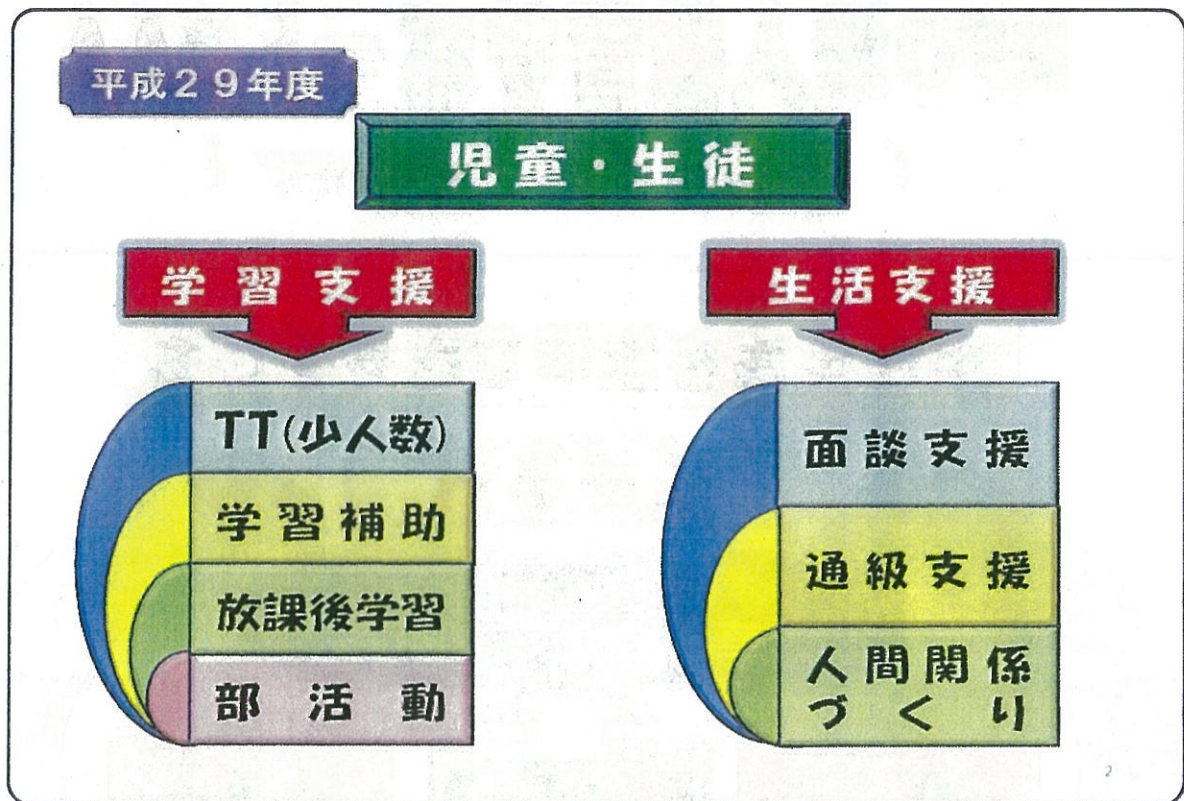 平成29年度
児童・生徒
学習支援
TT(少人数)
学習補助
放課後学習
部活動
生活支援
面談支援
通級支援
人間関係
づくり
2